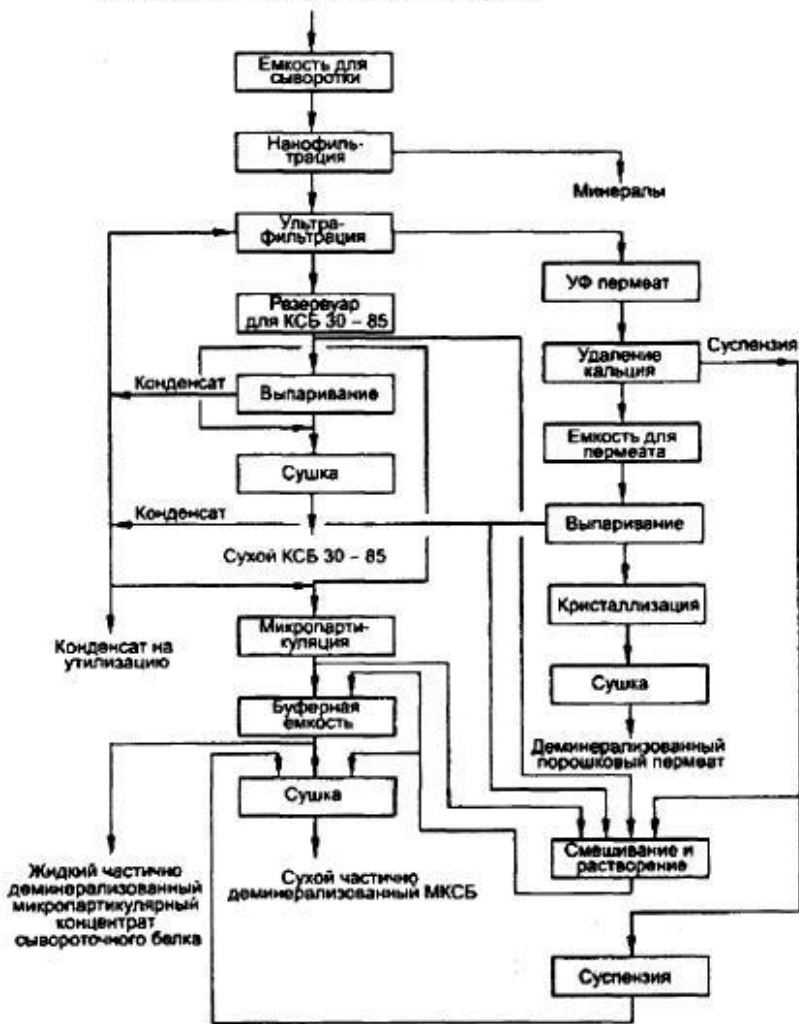 Емкость для
сыворотки
Нанофиль-
трация
Минералы
Ультра-
фильтрация
УФ пермеат
Резервуар
для КСБ 30 – 85
Суспензия
Удаление
кальция
Конденсат
Выпаривание
Емкость для
пермеата
Сушка
Конденсат
Выпаривание
Сухой КСБ 30 – 85
Кристаллизация
Микропарти-
куляция
Конденсат на
утилизацию
Сушка
Буферная
емкость
Деминерализованный
порошковый пермеат
Сушка
Смешивание и
растворение
Жидкий частично
деминерализованный
микропартикулярный
концентрат
сывороточного белка
Сухой частично
деминерализованный МКСБ
Суспензия